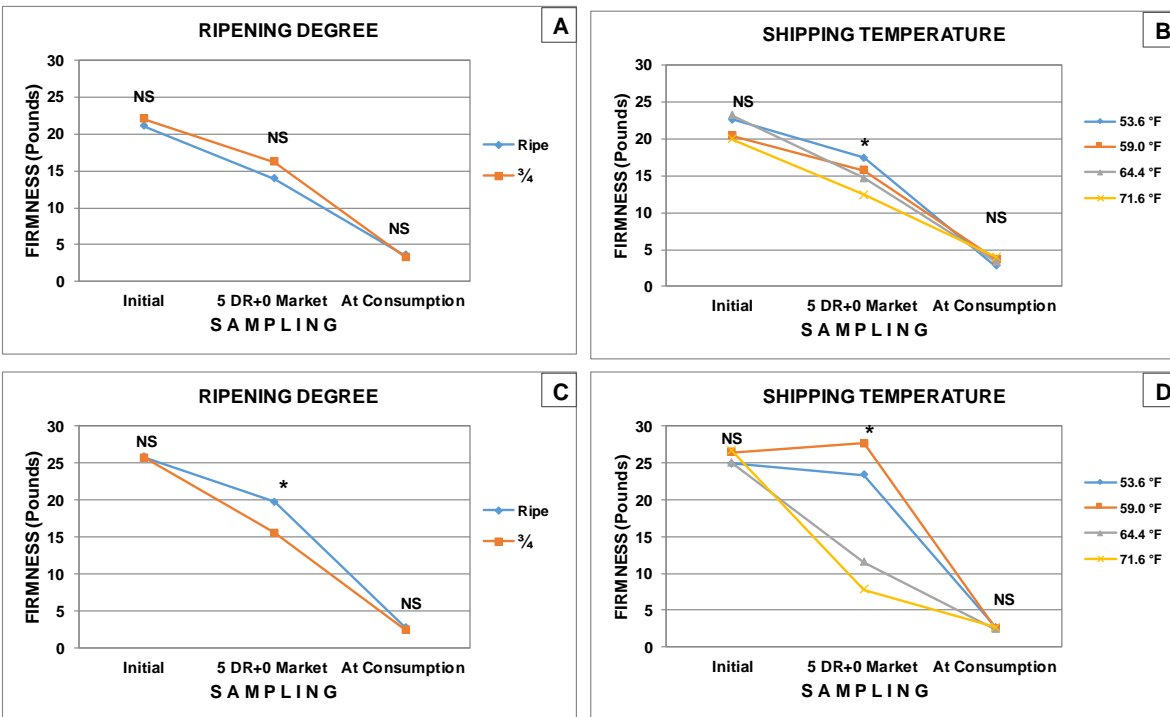 A
RIPENING DEGREE
FIRMNESS (Pounds)
30
25
20
15
10
5
0
NS
NS
NS
Ripe
¾
Initial
5 DR+0 Market
At Consumption
S A M P L I N G
B
SHIPPING TEMPERATURE
FIRMNESS (Pounds)
30
25
20
15
10
5
0
NS
*
NS
53.6 °F
59.0 °F
64.4 °F
71.6 °F
Initial
5 DR+0 Market
At Consumption
S A M P L I N G
C
RIPENING DEGREE
FIRMNESS (Pounds)
30
25
20
15
10
5
0
NS
*
NS
Ripe
¾
Initial
5 DR+0 Market
At Consumption
S A M P L I N G
D
SHIPPING TEMPERATURE
FIRMNESS (Pounds)
30
25
20
15
10
5
0
NS
*
NS
53.6 °F
59.0 °F
64.4 °F
71.6 °F
Initial
5 DR+0 Market
At Consumption
S A M P L I N G